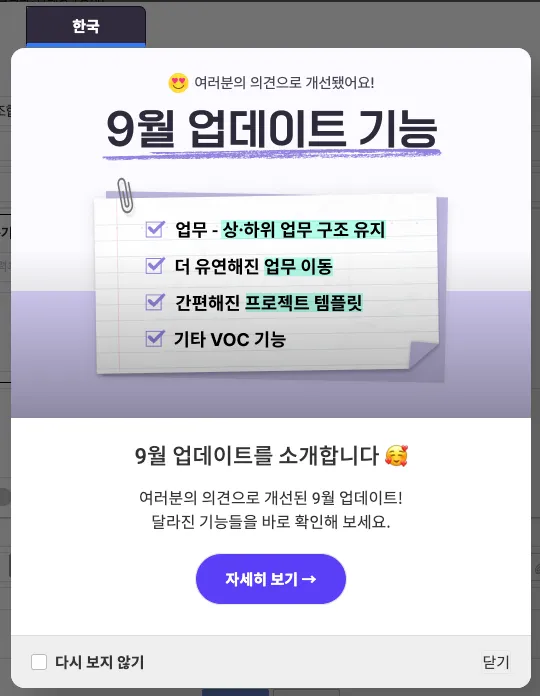 한국
😍 여러분의 의견으로 개선됐어요!
9월 업데이트 기능
업무 - 상·하위 업무 구조 유지
더 유연해진 업무 이동
간편해진 프로젝트 템플릿
기타 VOC 기능
9월 업데이트를 소개합니다 🥰
여러분의 의견으로 개선된 9월 업데이트!
달라진 기능들을 바로 확인해 보세요.
자세히 보기 →
다시 보지 않기
닫기